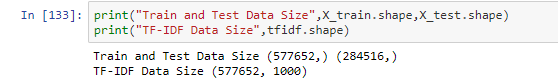 In [133]: print("Train and Test Data Size",X_train.shape,X_test.shape)
print("TF-IDF Data Size",tfidf.shape)
Train and Test Data Size (577652,) (284516,)
TF-IDF Data Size (577652, 1000)